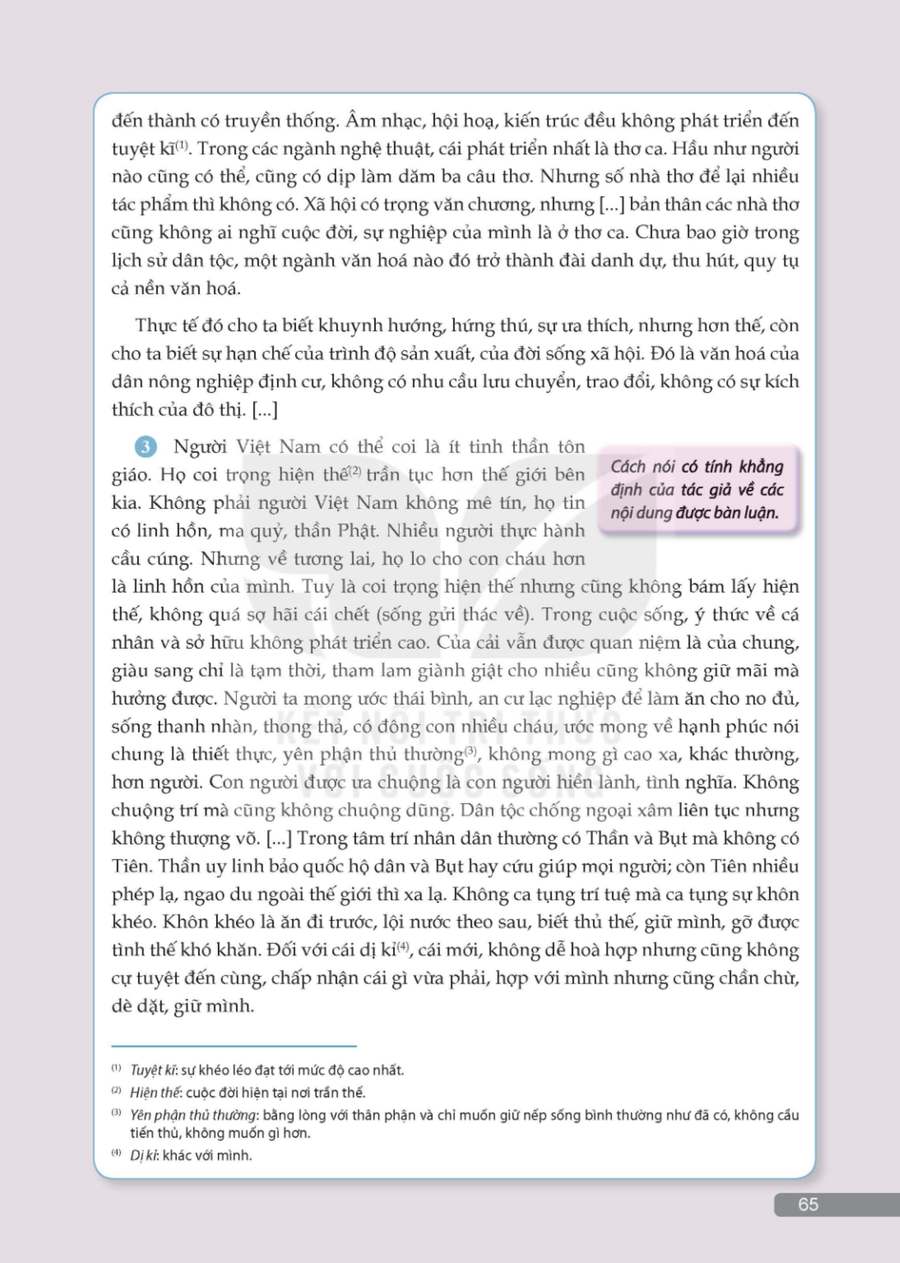 đến thành có truyền thống. Âm nhạc, hội hoạ, kiến trúc đều không phát triển đến
tuyệt kĩ(1). Trong các ngành nghệ thuật, cái phát triển nhất là thơ ca. Hầu như người
nào cũng có thể, cũng có dịp làm dăm ba câu thơ. Nhưng số nhà thơ để lại nhiều
tác phẩm thì không có. Xã hội có trọng văn chương, nhưng [...] bản thân các nhà thơ
cũng không ai nghĩ cuộc đời, sự nghiệp của mình là ở thơ ca. Chưa bao giờ trong
lịch sử dân tộc, một ngành văn hoá nào đó trở thành đài danh dự, thu hút, quy tụ
cả nền văn hoá.
Thực tế đó cho ta biết khuynh hướng, hứng thú, sự ưa thích, nhưng hơn thế, còn
cho ta biết sự hạn chế của trình độ sản xuất, của đời sống xã hội. Đó là văn hoá của
dân nông nghiệp định cư, không có nhu cầu lưu chuyển, trao đổi, không có sự kích
thích của đô thị. [...]
3 Người Việt Nam có thể coi là ít tinh thần tôn
giáo. Họ coi trọng hiện thế(2) trần tục hơn thế giới bên
kia. Không phải người Việt Nam không mê tín, họ tin
có linh hồn, ma quỷ, thần Phật. Nhiều người thực hành
cầu cúng. Nhưng về tương lai, họ lo cho con cháu hơn
là linh hồn của mình. Tuy là coi trọng hiện thế nhưng cũng không bám lấy hiện
thế, không quá sợ hãi cái chết (sống gửi thác về). Trong cuộc sống, ý thức về cá
nhân và sở hữu không phát triển cao. Của cải vẫn được quan niệm là của chung,
giàu sang chỉ là tạm thời, tham lam giành giật cho nhiều cũng không giữ mãi mà
hưởng được. Người ta mong ước thái bình, an cư lạc nghiệp để làm ăn cho no đủ,
sống thanh nhàn, thong thả, có đông con nhiều cháu, ước mong về hạnh phúc nói
chung là thiết thực, yên phận thủ thường(3), không mong gì cao xa, khác thường,
hơn người. Con người được ưa chuộng là con người hiền lành, tình nghĩa. Không
chuộng trí mà cũng không chuộng dũng. Dân tộc chống ngoại xâm liên tục nhưng
không thượng võ. [...] Trong tâm trí nhân dân thường có Thần và Bụt mà không có
Tiên. Thần uy linh bảo quốc hộ dân và Bụt hay cứu giúp mọi người; còn Tiên nhiều
phép lạ, ngao du ngoài thế giới thì xa lạ. Không ca tụng trí tuệ mà ca tụng sự khôn
khéo. Khôn khéo là ăn đi trước, lội nước theo sau, biết thủ thế, giữ mình, gỡ được
tình thế khó khăn. Đối với cái dị kỉ(4), cái mới, không dễ hoà hợp nhưng cũng không
cự tuyệt đến cùng, chấp nhận cái gì vừa phải, hợp với mình nhưng cũng chần chừ,
dè dặt, giữ mình.
Cách nói có tính khẳng
định của tác giả về các
nội dung được bàn luận.
KẾT NỐI TRI THỨC
VỚI CUỘC SỐNG
(1) Tuyệt kĩ: sự khéo léo đạt tới mức độ cao nhất.
(2) Hiện thế: cuộc đời hiện tại nơi trần thế.
(3) Yên phận thủ thường: bằng lòng với thân phận và chỉ muốn giữ nếp sống bình thường như đã có, không cầu
tiến thủ, không muốn gì hơn.
(4) Dị kỉ: khác với mình.
65